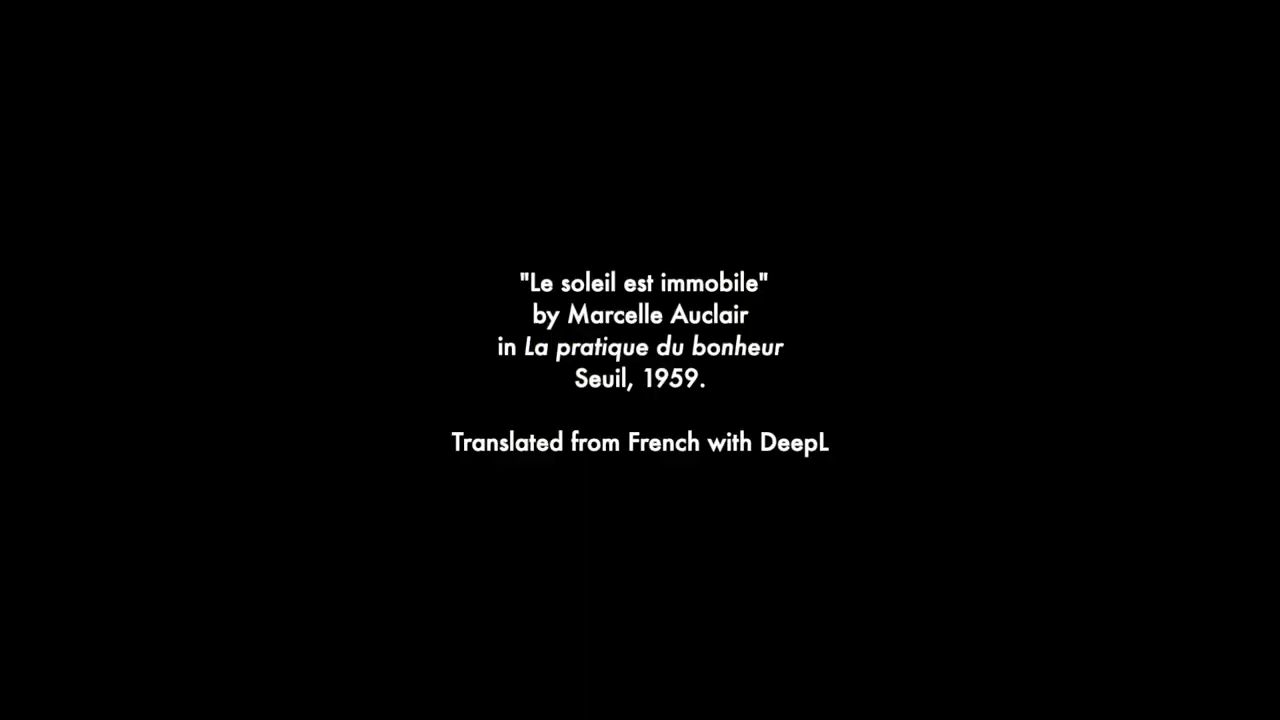 "Le soleil est immobile"
by Marcelle Auclair
in La pratique du bonheur
Seuil, 1959.
Translated from French with DeepL